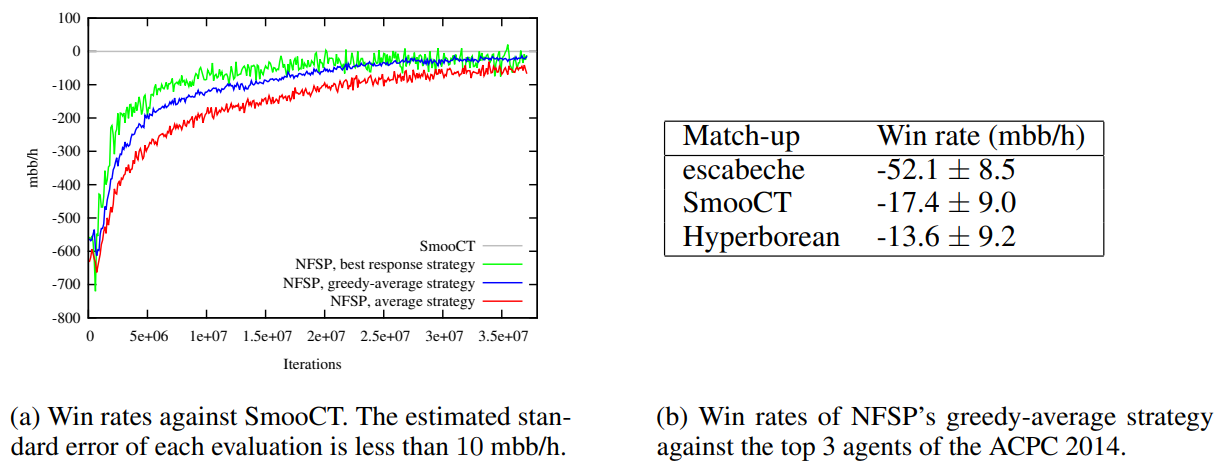 100
0
-100
-200
-300
-400
-500
-600
-700
-800
mbb/h
SmooCT
NFSP, best response strategy
NFSP, greedy-average strategy
NFSP, average strategy
0 5e+06 1e+07 1.5e+07 2e+07 2.5e+07 3e+07 3.5e+07
Iterations
(a) Win rates against SmooCT. The estimated stan-
dard error of each evaluation is less than 10 mbb/h.
Match-up Win rate (mbb/h)
escabeche -52.1 ± 8.5
SmooCT -17.4 ± 9.0
Hyperborean -13.6 ± 9.2
(b) Win rates of NFSP's greedy-average strategy
against the top 3 agents of the ACPC 2014.